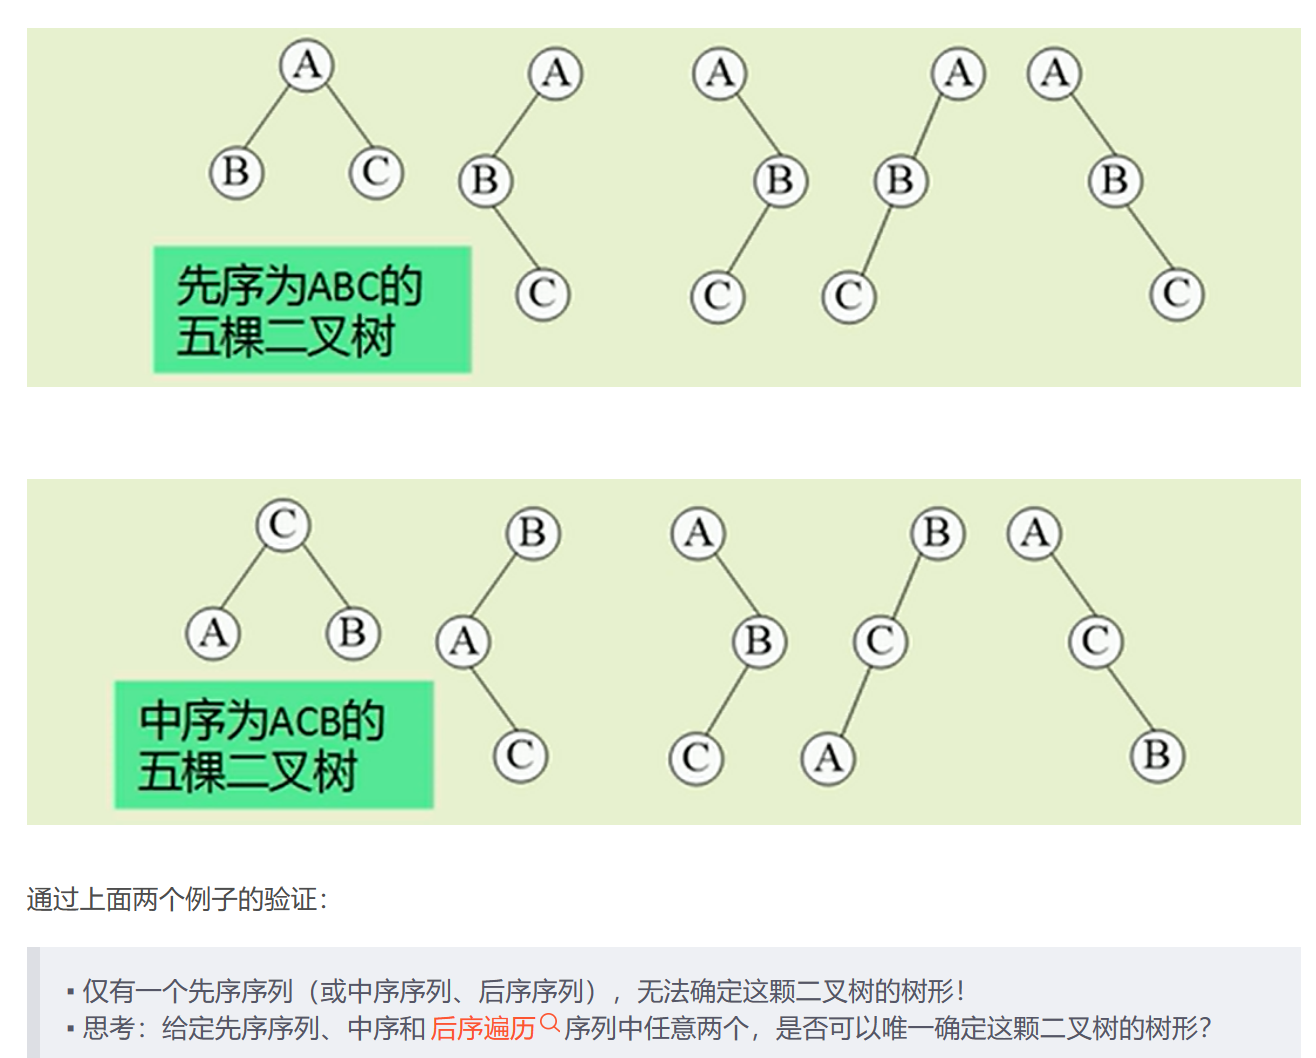 A A A A A
B C B B B B
C C C C
先序为ABC的
五棵二叉树
C B A B A
A B A B C C
C C A B
中序为ACB的
五棵二叉树
通过上面两个例子的验证：
▪ 仅有一个先序序列（或中序序列、后序序列），无法确定这颗二叉树的树形！
▪ 思考：给定先序序列、中序和 后序遍历 序列中任意两个，是否可以唯一确定这颗二叉树的树形？